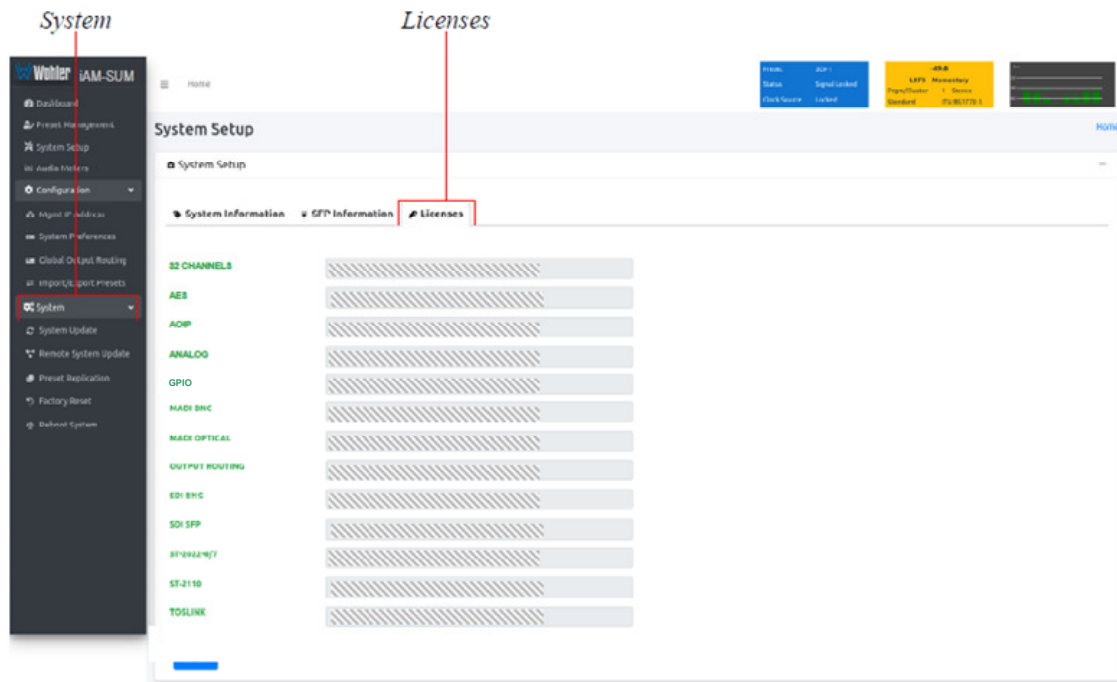 System
Licenses
Wohler iAM-SUM
Home
Preset
Status Signal Locked
Clock Source Locked
LKFS Momentary
Pgm/Cluster 1 Stereo
Standard
Dashboard
Preset Management
System Setup
Audio Meters
Configuration
Mgmt IP Address
System Preferences
Global Output Routing
Import/Export Presets
System
System Update
Remote System Update
Preset Replication
Factory Reset
Reboot System
System Setup
Home
System Setup
System Information
SFP Information
Licenses
32 CHANNELS
AES
AOIP
ANALOG
GPIO
MADI BNC
MADI OPTICAL
OUTPUT ROUTING
SDI BNC
SDI SFP
ST-2022-6/7
ST-2110
TOSLINK